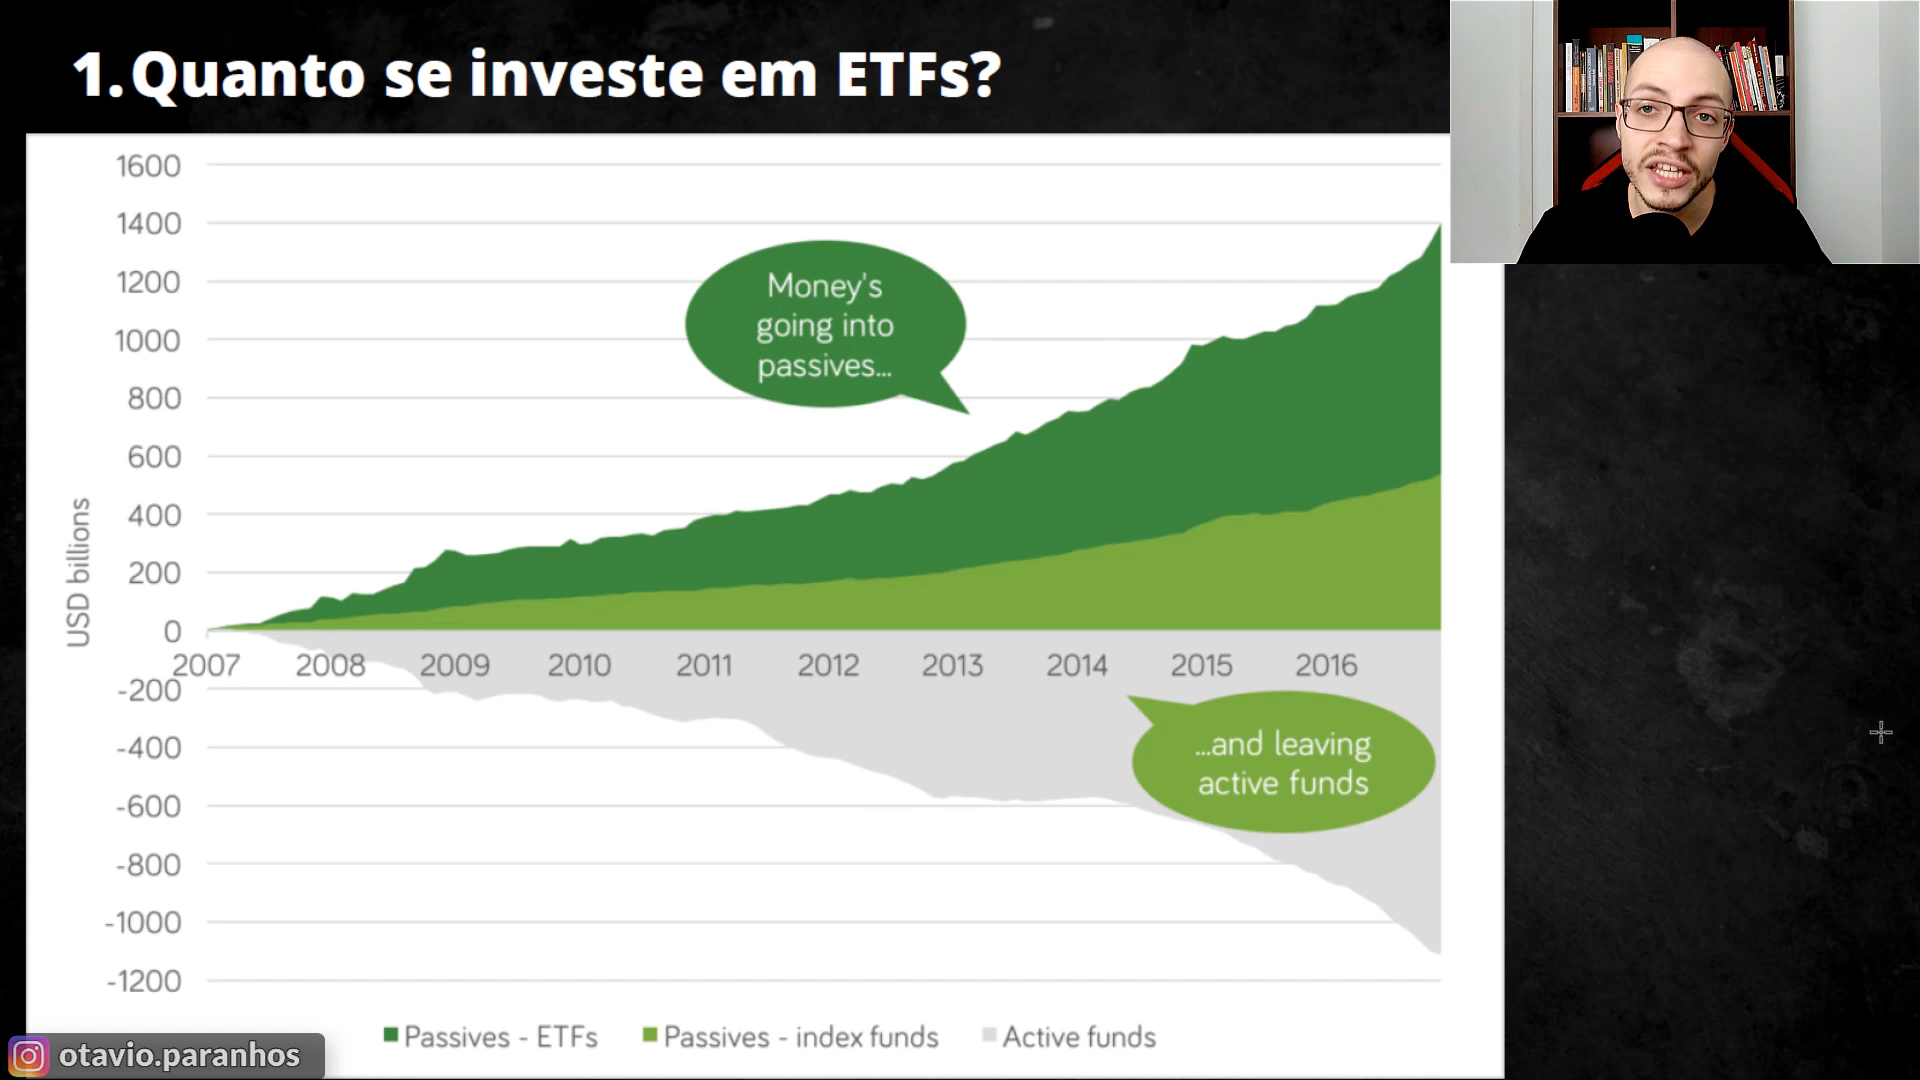 1. Quanto se investe em ETFs?
1600
1400
1200
1000
800
600
400
200
0
-200
-400
-600
-800
-1000
-1200
USD billions
Money's
going into
passives...
2007 2008 2009 2010 2011 2012 2013 2014 2015 2016
...and leaving
active funds
Passives - ETFs Passives - index funds Active funds
otavio.paranhos